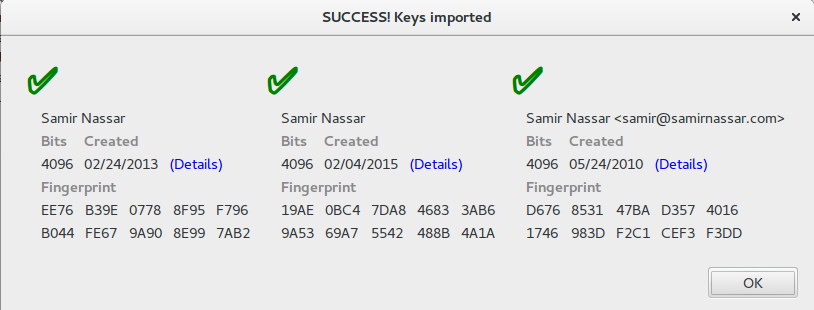 SUCCESS! Keys imported
Samir Nassar
Bits Created
4096 02/24/2013 (Details)
Fingerprint
EE76 B39E 0778 8F95 F796
B044 FE67 9A90 8E99 7AB2
Samir Nassar
Bits Created
4096 02/04/2015 (Details)
Fingerprint
19AE 0BC4 7DA8 4683 3AB6
9A53 69A7 5542 488B 4A1A
Samir Nassar <samir@samirnassar.com>
Bits Created
4096 05/24/2010 (Details)
Fingerprint
D676 8531 47BA D357 4016
1746 983D F2C1 CEF3 F3DD
OK